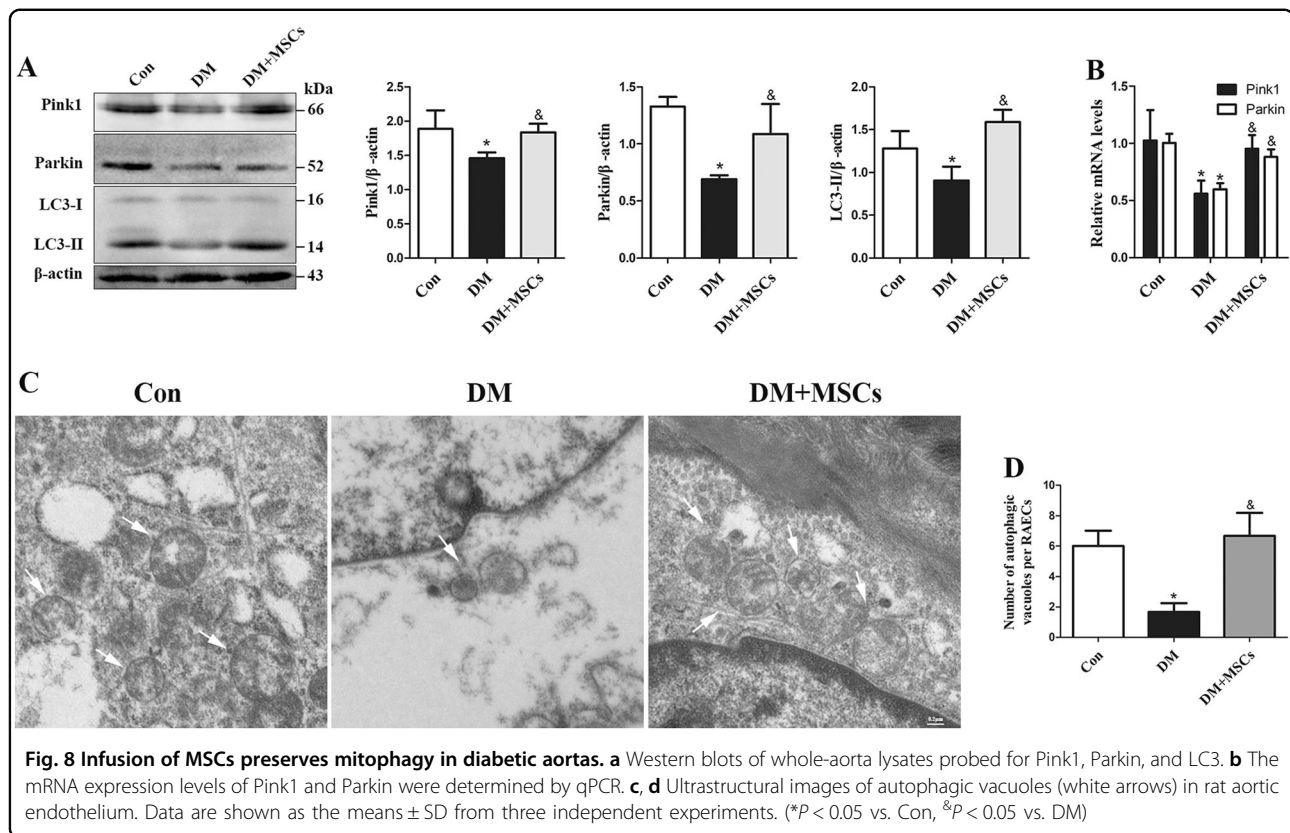 A
Con
DM
DM+MSCs
kDa
Pink1
66
Parkin
52
LC3-I
16
LC3-II
14
β-actin
43
Pink1/β -actin
2.5
2.0
1.5
1.0
0.5
0.0
*
&
Con
DM
DM+MSCs
Parkin/β -actin
1.5
1.0
0.5
0.0
*
&
Con
DM
DM+MSCs
LC3-II/β -actin
2.0
1.5
1.0
0.5
0.0
*
&
Con
DM
DM+MSCs
B
Pink1
Parkin
Relative mRNA levels
1.5
1.0
0.5
0.0
* *
& &
Con
DM
DM+MSCs
C
Con
DM
DM+MSCs
0.2μm
D
Number of autophagic
vacuoles per RAECs
8
6
4
2
0
*
&
Con
DM
DM+MSCs
Fig. 8 Infusion of MSCs preserves mitophagy in diabetic aortas. a Western blots of whole-aorta lysates probed for Pink1, Parkin, and LC3. b The
mRNA expression levels of Pink1 and Parkin were determined by qPCR. c, d Ultrastructural images of autophagic vacuoles (white arrows) in rat aortic
endothelium. Data are shown as the means ± SD from three independent experiments. (*P < 0.05 vs. Con, &P < 0.05 vs. DM)